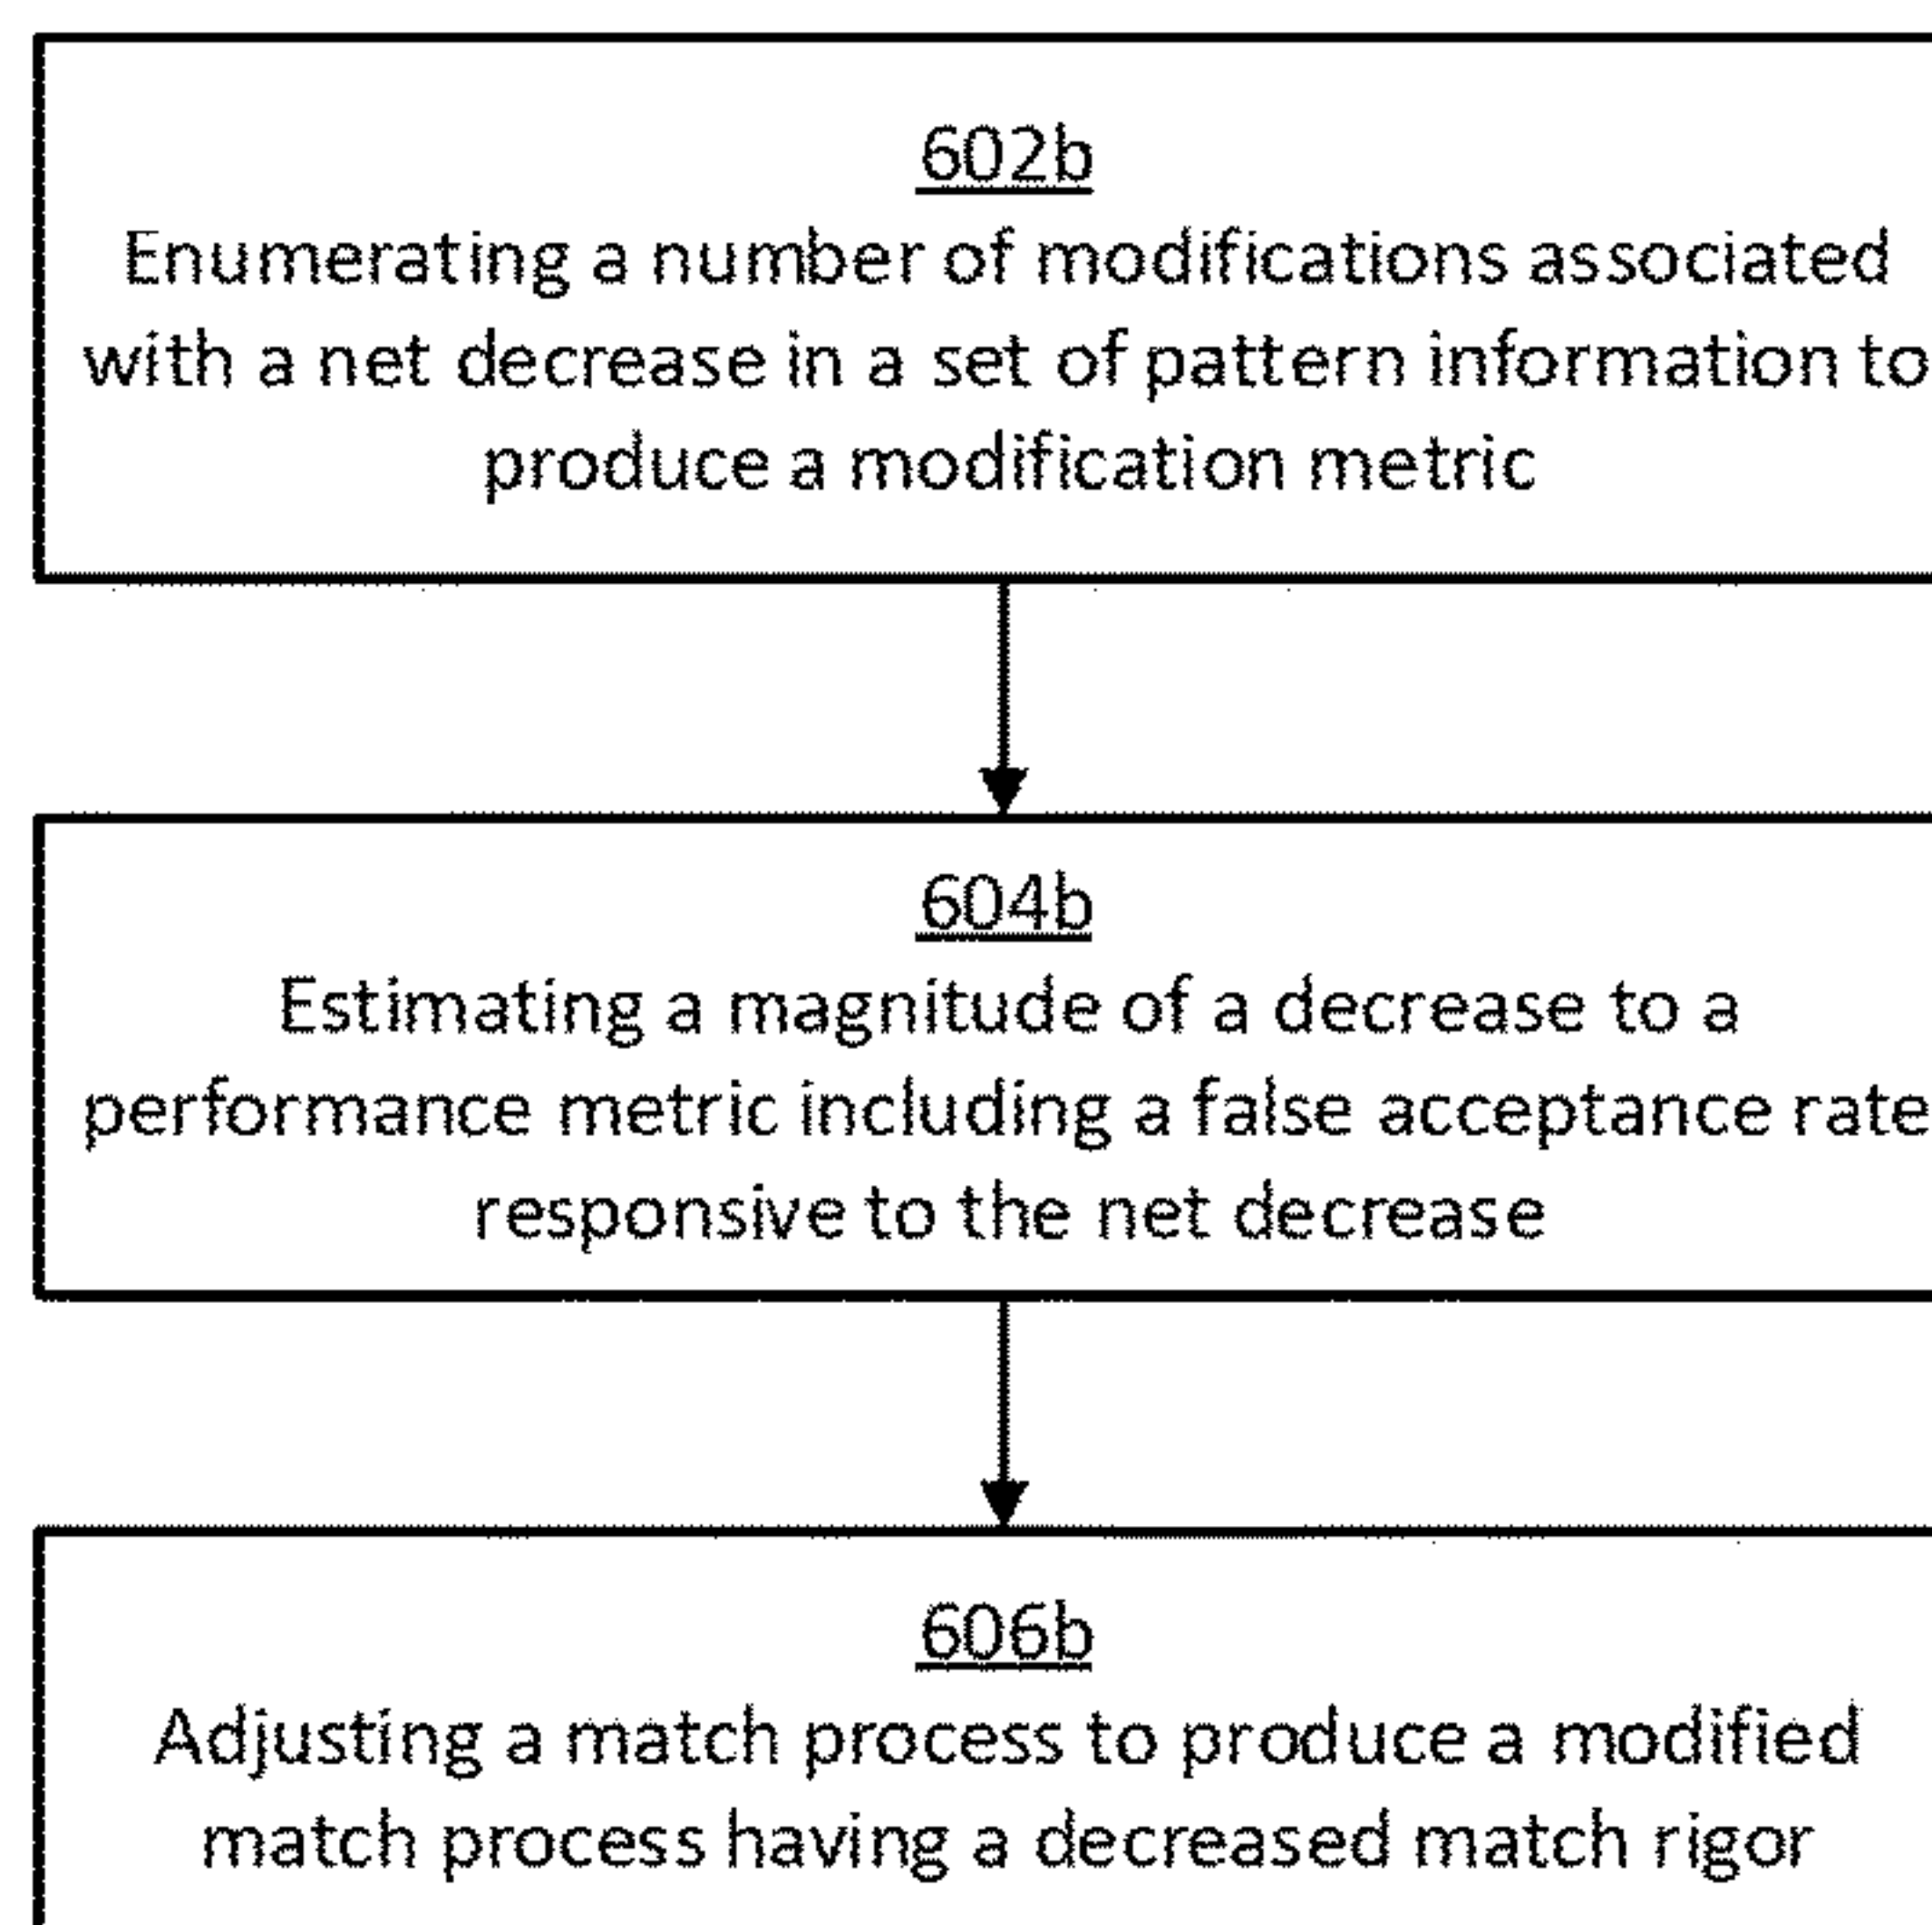 602b
Enumerating a number of modifications associated
with a net decrease in a set of pattern information to
produce a modification metric
604b
Estimating a magnitude of a decrease to a
performance metric including a false acceptance rate
responsive to the net decrease
606b
Adjusting a match process to produce a modified
match process having a decreased match rigor